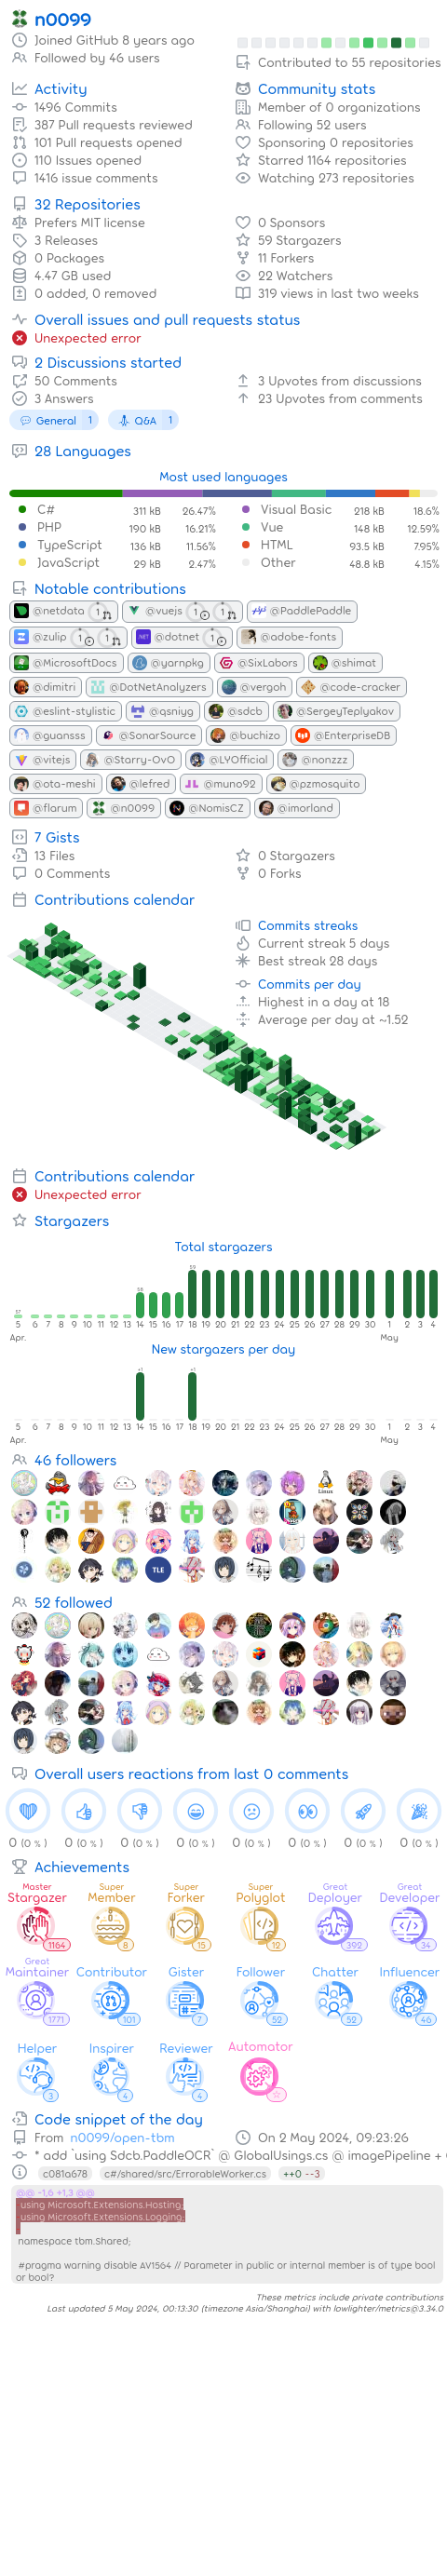 n0099
Joined GitHub 8 years ago
Followed by 46 users
Contributed to 55 repositories
Activity
1496 Commits
387 Pull requests reviewed
101 Pull requests opened
110 Issues opened
1416 issue comments
Community stats
Member of 0 organizations
Following 52 users
Sponsoring 0 repositories
Starred 1164 repositories
Watching 273 repositories
32 Repositories
Prefers MIT license
3 Releases
0 Packages
4.47 GB used
0 added, 0 removed
0 Sponsors
59 Stargazers
11 Forkers
22 Watchers
319 views in last two weeks
Overall issues and pull requests status
Unexpected error
2 Discussions started
50 Comments
3 Answers
3 Upvotes from discussions
23 Upvotes from comments
General 1 Q&A 1
28 Languages
Most used languages
C# 311 kB 26.47% Visual Basic 218 kB 18.6%
PHP 190 kB 16.21% Vue 148 kB 12.59%
TypeScript 136 kB 11.56% HTML 93.5 kB 7.95%
JavaScript 29 kB 2.47% Other 48.8 kB 4.15%
Notable contributions
@netdata 1 @vuejs 1 1 @PaddlePaddle
@zulip 1 1 @dotnet 1 @adobe-fonts
@MicrosoftDocs @yarnpkg @SixLabors @shimat
@dimitri @DotNetAnalyzers @vergoh @code-cracker
@eslint-stylistic @qsniyg @sdcb @SergeyTeplyakov
@guansss @SonarSource @buchizo @EnterpriseDB
@vitejs @Starry-OvO @LYOfficial @nonzzz
@ota-meshi @lefred @muno92 @pzmosquito
@flarum @n0099 @NomisCZ @imorland
7 Gists
13 Files
0 Comments
0 Stargazers
0 Forks
Contributions calendar
Commits streaks
Current streak 5 days
Best streak 28 days
Commits per day
Highest in a day at 18
Average per day at ~1.52
Contributions calendar
Unexpected error
Stargazers
Total stargazers
57 58 59
5 6 7 8 9 10 11 12 13 14 15 16 17 18 19 20 21 22 23 24 25 26 27 28 29 30 1 2 3 4
Apr. May
New stargazers per day
+1 +1
5 6 7 8 9 10 11 12 13 14 15 16 17 18 19 20 21 22 23 24 25 26 27 28 29 30 1 2 3 4
Apr. May
46 followers
Linux
TLE
52 followed
Overall users reactions from last 0 comments
0 (0 %) 0 (0 %) 0 (0 %) 0 (0 %) 0 (0 %) 0 (0 %) 0 (0 %) 0 (0 %)
Achievements
Master Super Super Super Great Great
Stargazer Member Forker Polyglot Deployer Developer
1164 8 15 12 392 34
Great
Maintainer Contributor Gister Follower Chatter Influencer
1771 101 7 52 52 46
Helper Inspirer Reviewer Automator
3 4 4
Code snippet of the day
From n0099/open-tbm
On 2 May 2024, 09:23:26
* add `using Sdcb.PaddleOCR` @ GlobalUsings.cs @ imagePipeline +
c081a678 c#/shared/src/ErrorableWorker.cs ++0 --3
@@ -1,6 +1,3 @@
using Microsoft.Extensions.Hosting;
using Microsoft.Extensions.Logging;
namespace tbm.Shared;
#pragma warning disable AV1564 // Parameter in public or internal member is of type bool
or bool?
These metrics include private contributions
Last updated 5 May 2024, 00:13:30 (timezone Asia/Shanghai) with lowlighter/metrics@3.34.0